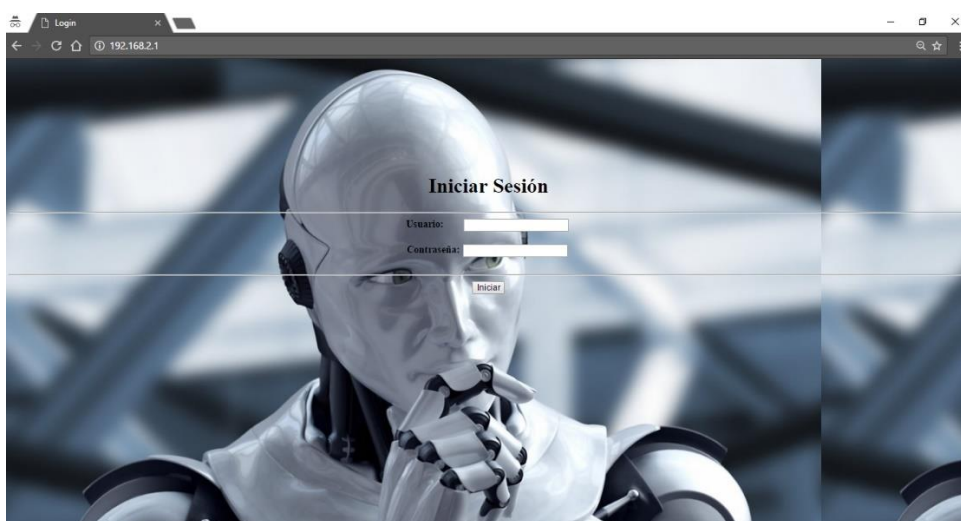 Login
192.168.2.1
Iniciar Sesión
Usuario:
Contraseña:
Iniciar